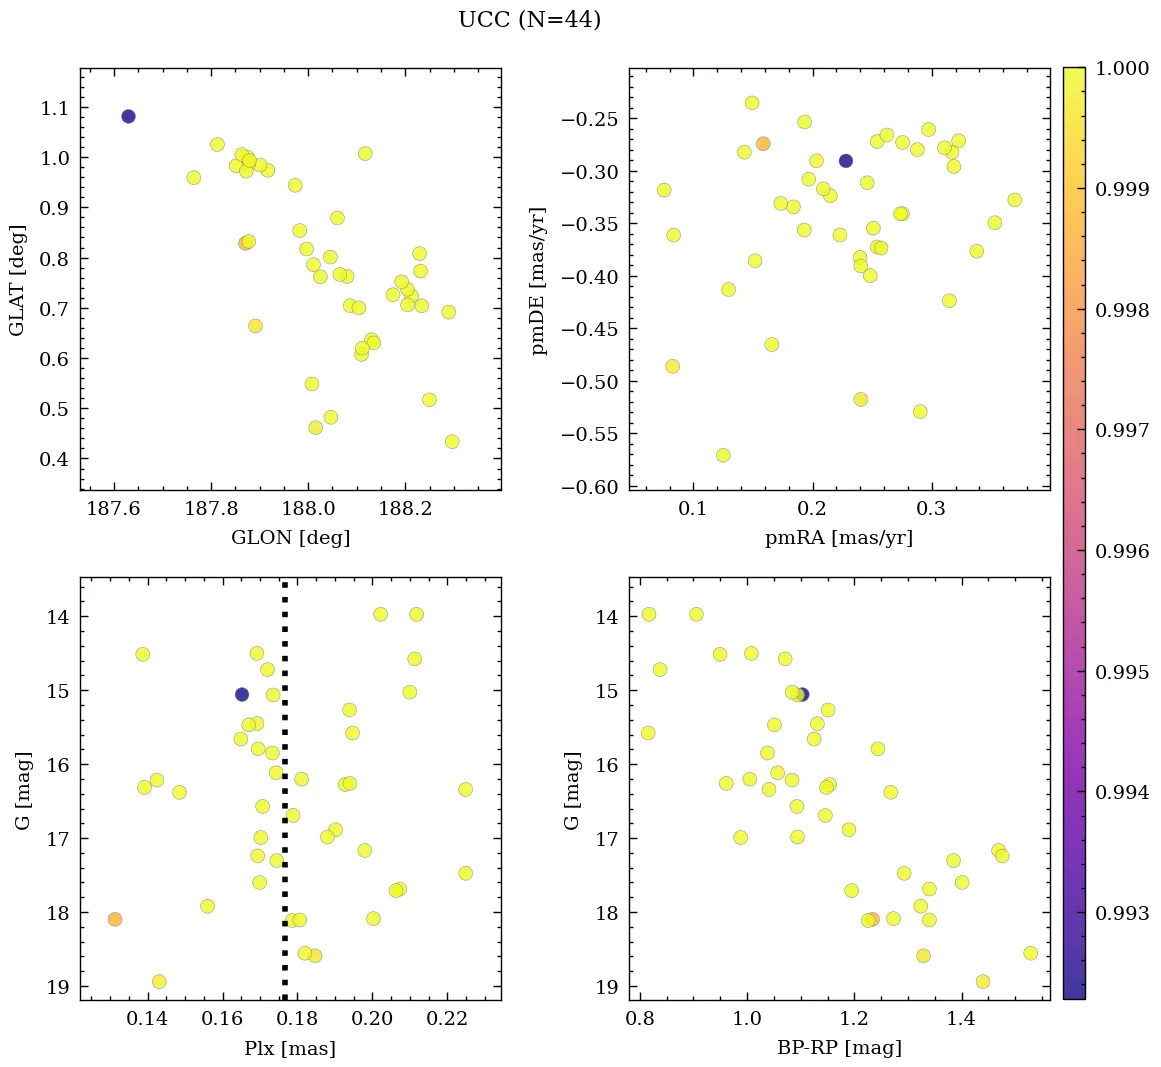 UCC (N=44)
1.1
1.0
0.9
0.8
0.7
0.6
0.5
0.4
GLAT [deg]
187.6 187.8 188.0 188.2
GLON [deg]
−0.25
−0.30
−0.35
−0.40
−0.45
−0.50
−0.55
−0.60
pmDE [mas/yr]
0.1 0.2 0.3
pmRA [mas/yr]
1.000
0.999
0.998
0.997
0.996
0.995
0.994
0.993
14
15
16
17
18
19
G [mag]
0.14 0.16 0.18 0.20 0.22
Plx [mas]
14
15
16
17
18
19
G [mag]
0.8 1.0 1.2 1.4
BP-RP [mag]